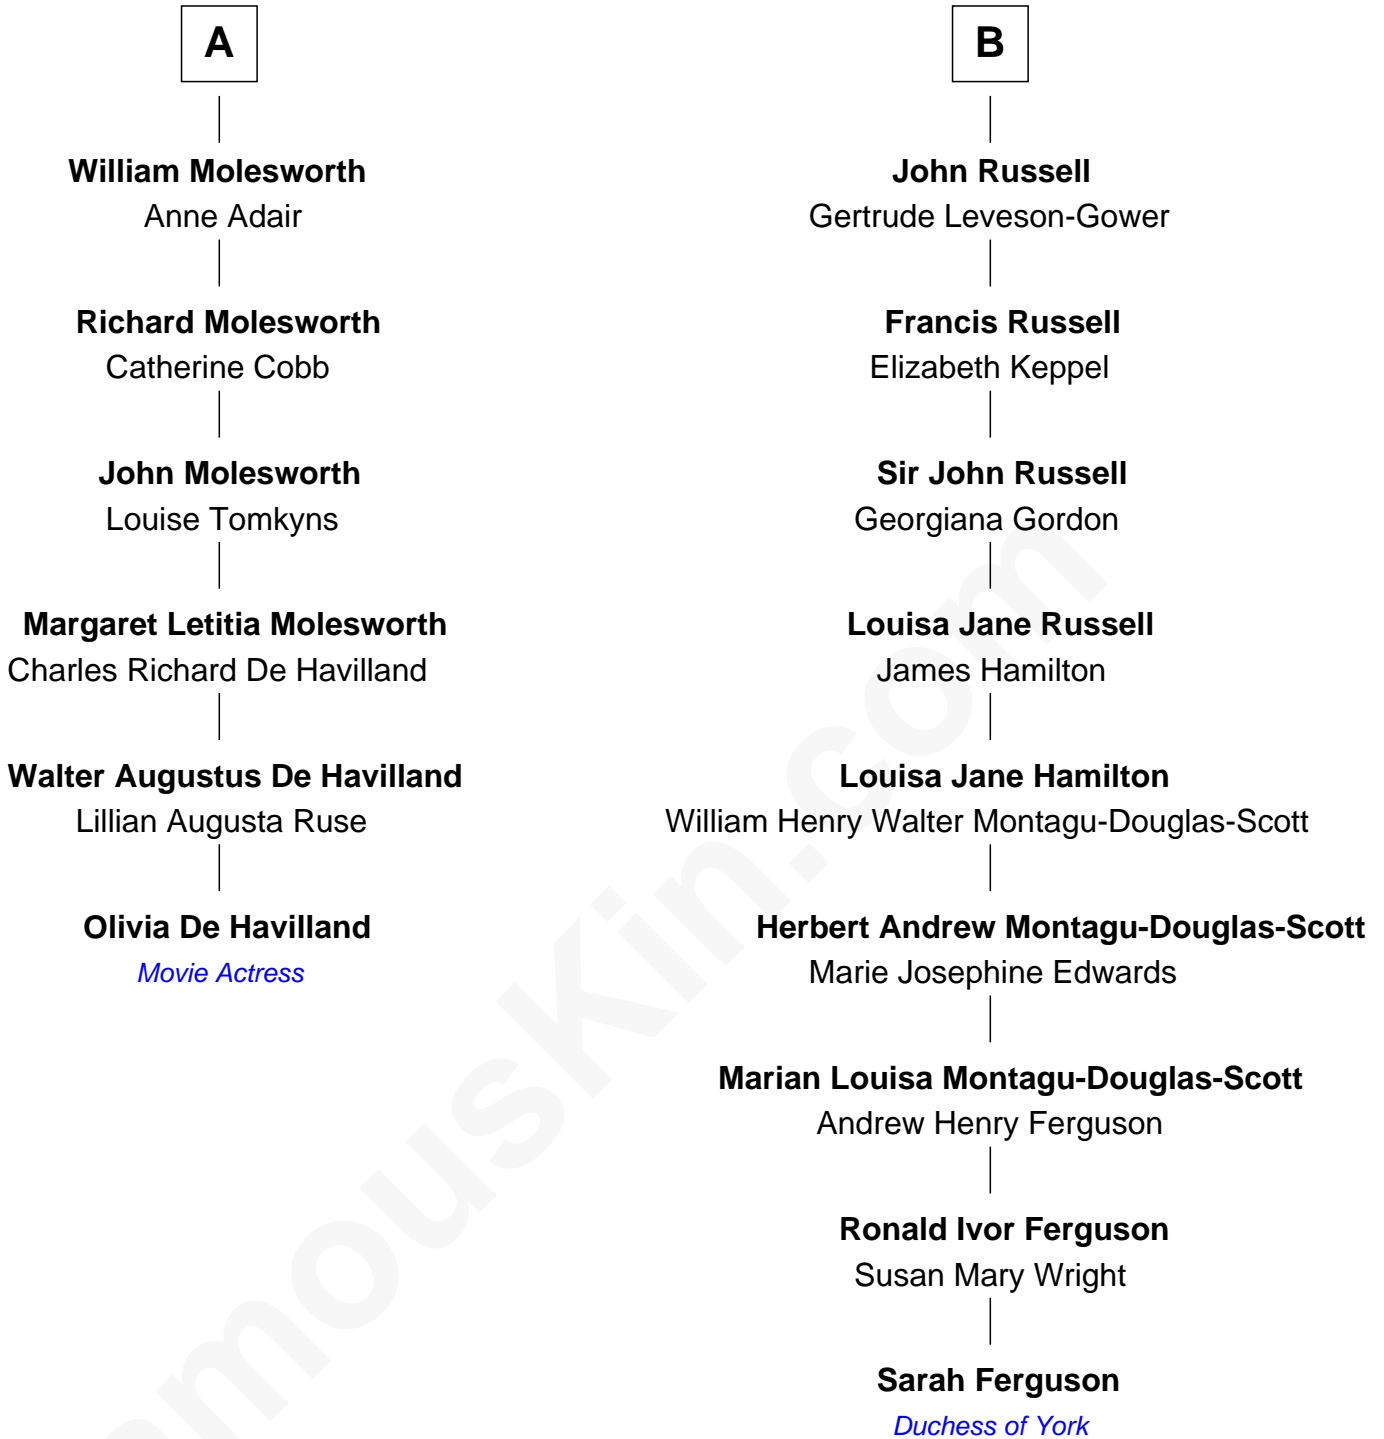 A
William Molesworth
Anne Adair
Richard Molesworth
Catherine Cobb
John Molesworth
Louise Tomkyns
Margaret Letitia Molesworth
Charles Richard De Havilland
Walter Augustus De Havilland
Lillian Augusta Ruse
Olivia De Havilland
Movie Actress
B
John Russell
Gertrude Leveson-Gower
Francis Russell
Elizabeth Keppel
Sir John Russell
Georgiana Gordon
Louisa Jane Russell
James Hamilton
Louisa Jane Hamilton
William Henry Walter Montagu-Douglas-Scott
Herbert Andrew Montagu-Douglas-Scott
Marie Josephine Edwards
Marian Louisa Montagu-Douglas-Scott
Andrew Henry Ferguson
Ronald Ivor Ferguson
Susan Mary Wright
Sarah Ferguson
Duchess of York